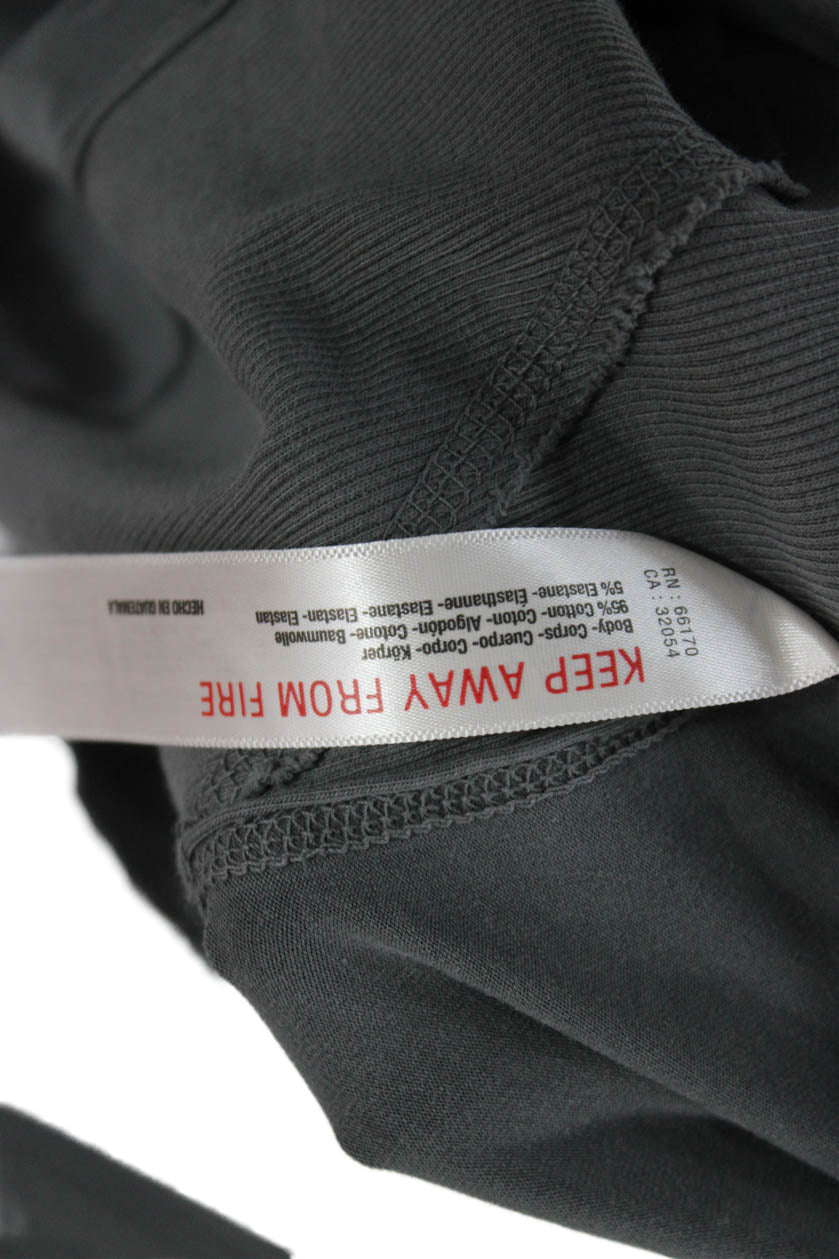 KEEP AWAY FROM FIRE
Body- Corps- Cuerpo- Corpo- Körper
95% Cotton- Coton- Algodón- Cotone- Baumwolle
5% Elastane- Élasthanne- Elastane- Elastan- Elastan
HECHO EN GUATEMALA
RN : 66170
CA : 32054